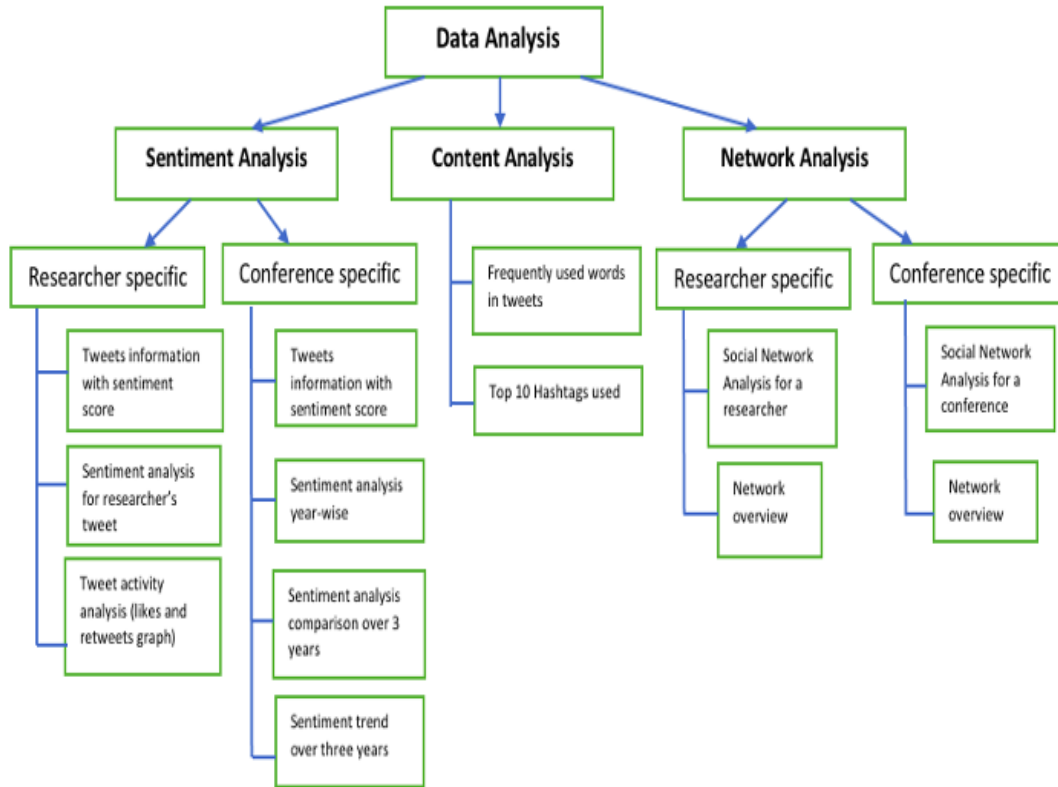 Data Analysis
Sentiment Analysis
Content Analysis
Network Analysis
Researcher specific
Tweets information
with sentiment
score
Sentiment analysis
for researcher's
tweet
Tweet activity
analysis (likes and
retweets graph)
Conference specific
Tweets
information with
sentiment score
Sentiment analysis
year-wise
Sentiment analysis
comparison over 3
years
Sentiment trend
over three years
Frequently used words
in tweets
Top 10 Hashtags used
Researcher specific
Social Network
Analysis for a
researcher
Network
overview
Conference specific
Social Network
Analysis for a
conference
Network
overview